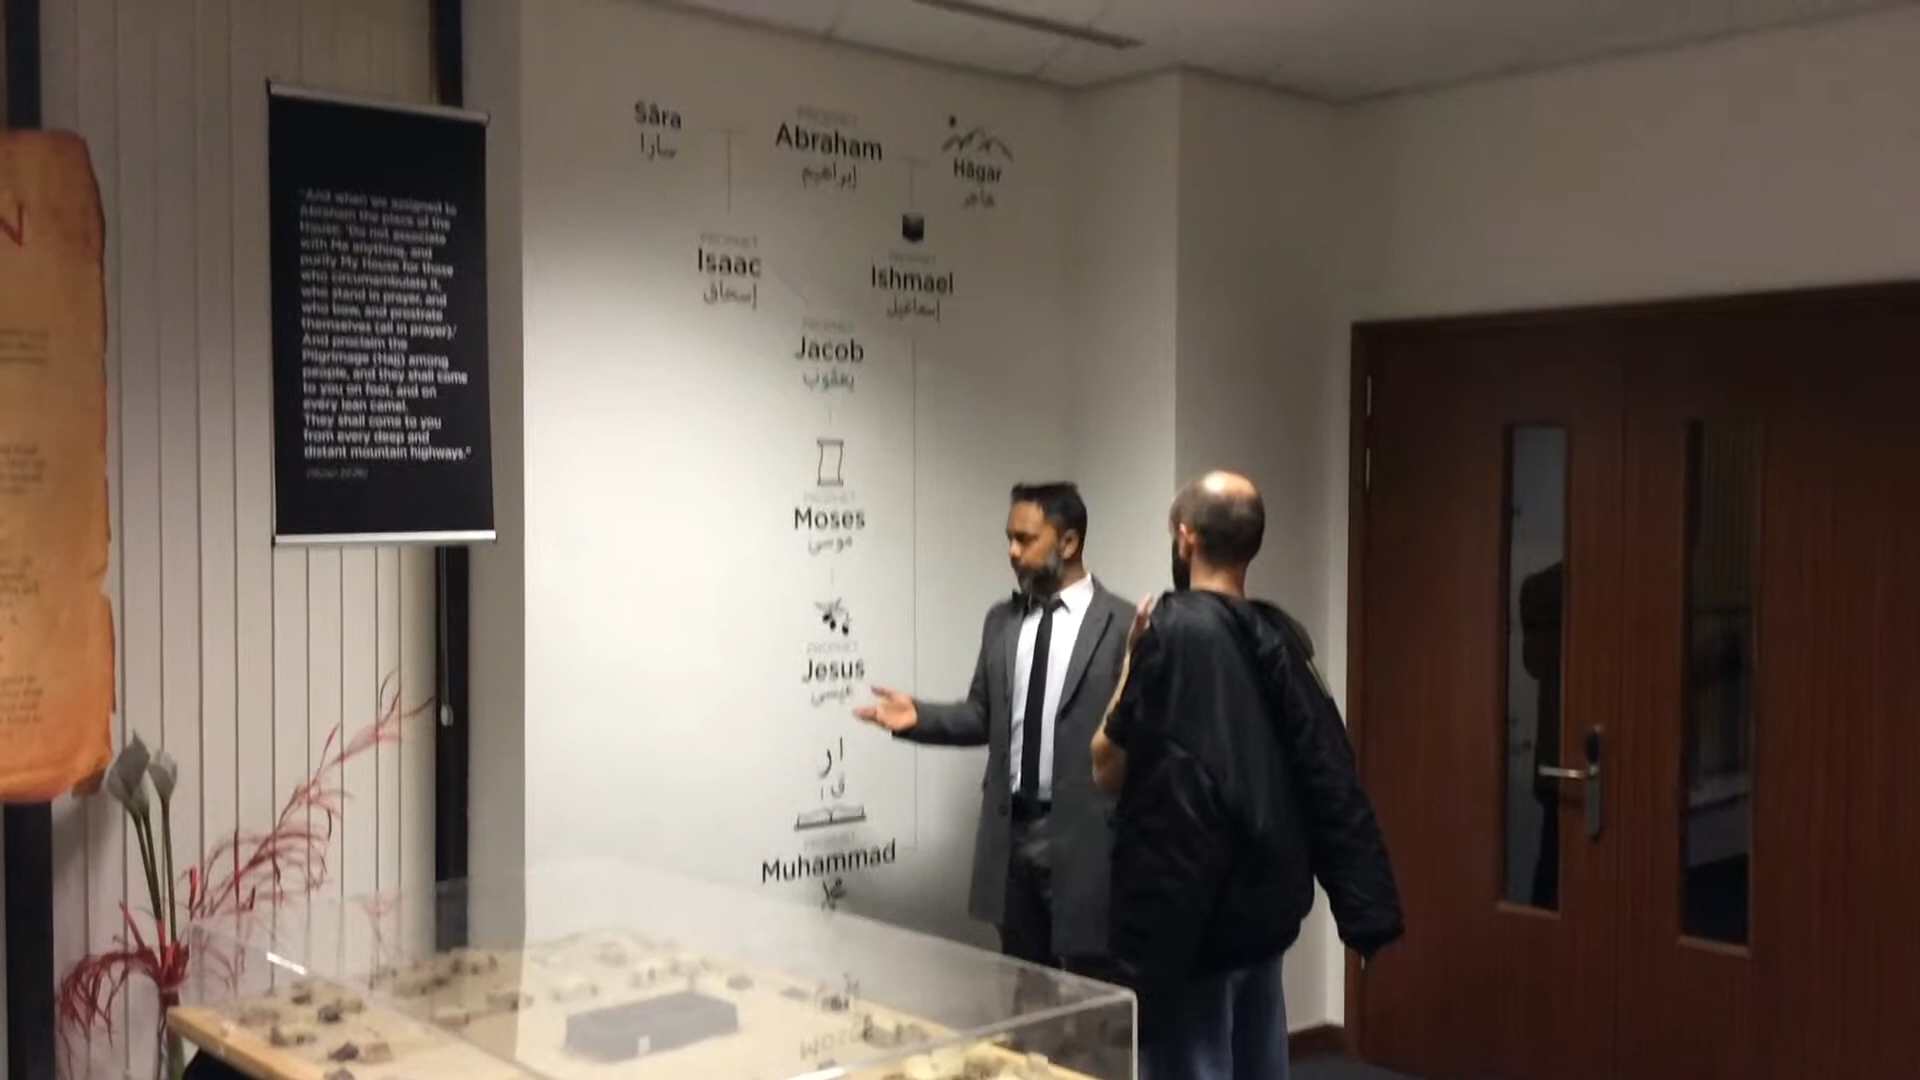 "And when we assigned to
Abraham the place of the
House: 'Do not associate
with Me anything, and
purify My House for those
who circumambulate it,
who stand in prayer, and
who bow, and prostrate
themselves (all in prayer).'
And proclaim the
Pilgrimage (Hajj) among
people, and they shall come
to you on foot, and on
every lean camel.
They shall come to you
from every deep and
distant mountain highways."
Sâra
سارا
PROPHET
Abraham
إبراهيم
Hâgar
هاجر
PROPHET
Isaac
إسحاق
PROPHET
Ishmael
إسماعيل
PROPHET
Jacob
يعقوب
PROPHET
Moses
موسى
PROPHET
Jesus
عيسى
PROPHET
Muhammad
محمد